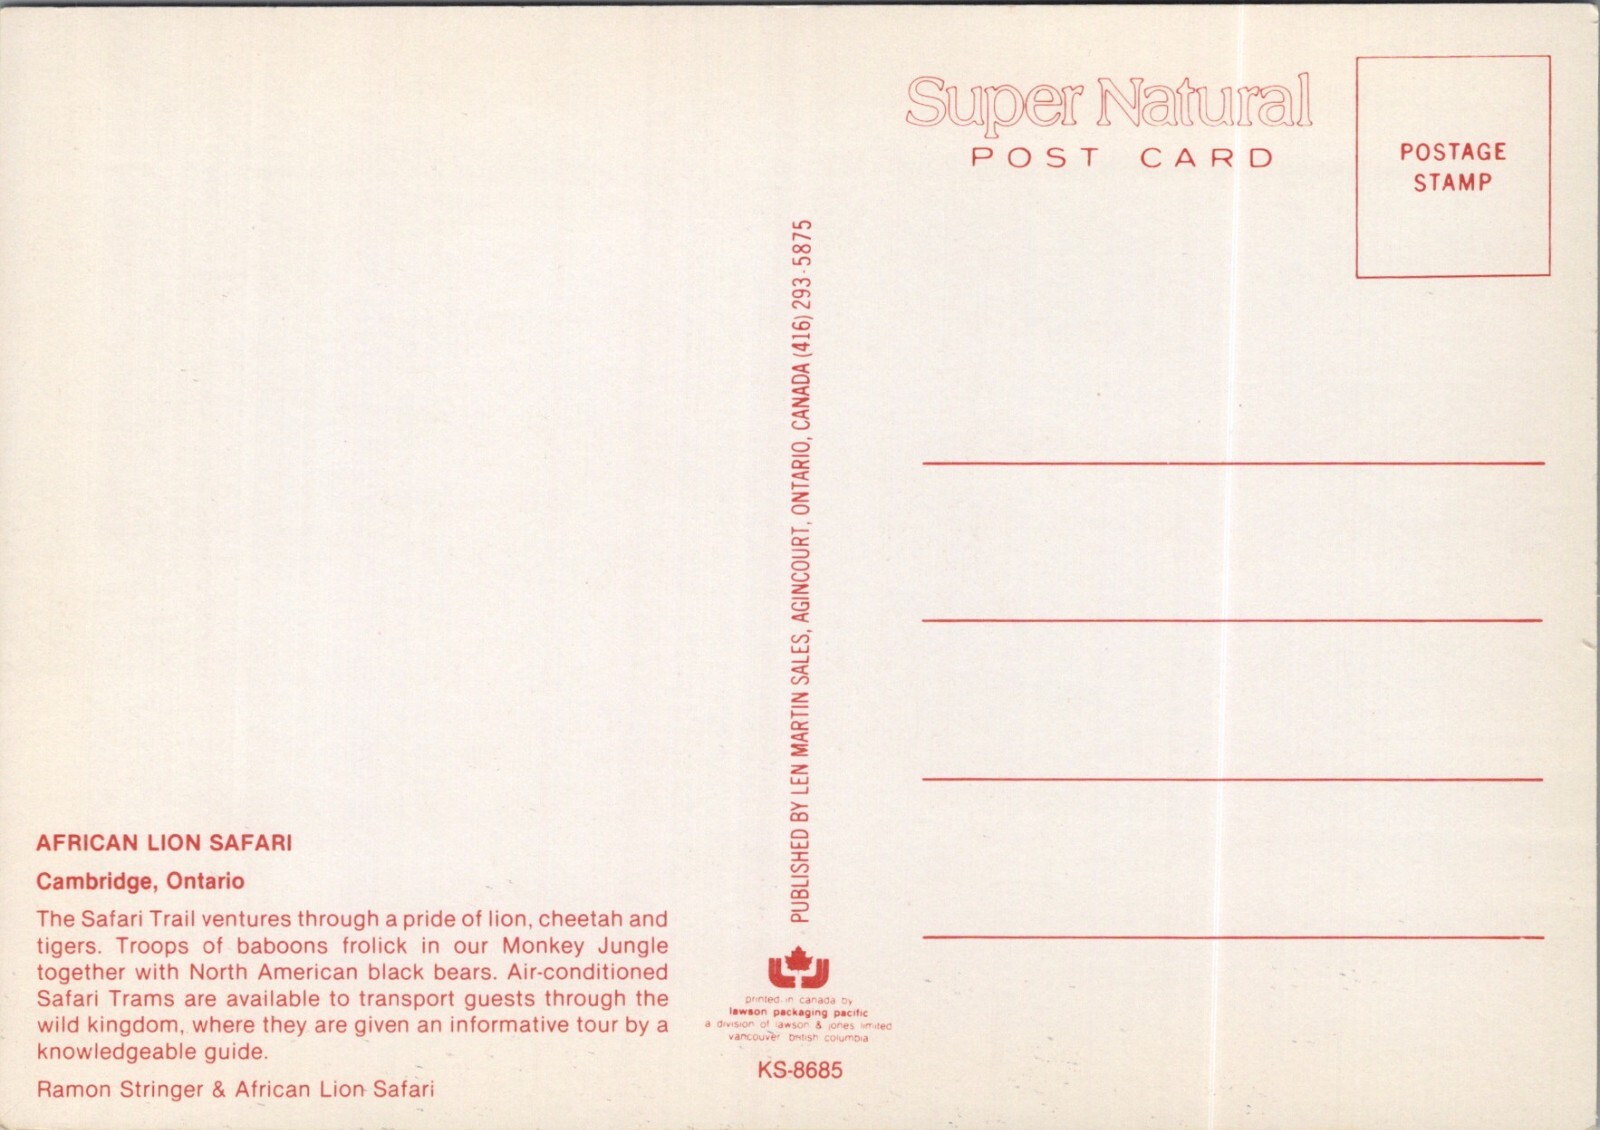 Super Natural
POST CARD
POSTAGE
STAMP
PUBLISHED BY LEN MARTIN SALES, AGINCOURT, ONTARIO, CANADA (416) 293-5875
AFRICAN LION SAFARI
Cambridge, Ontario
The Safari Trail ventures through a pride of lion, cheetah and
tigers. Troops of baboons frolick in our Monkey Jungle
together with North American black bears. Air-conditioned
Safari Trams are available to transport guests through the
wild kingdom, where they are given an informative tour by a
knowledgeable guide.
Ramon Stringer & African Lion Safari
printed in canada by
lawson packaging pacific
a division of lawson & jones limited
vancouver british columbia
KS-8685